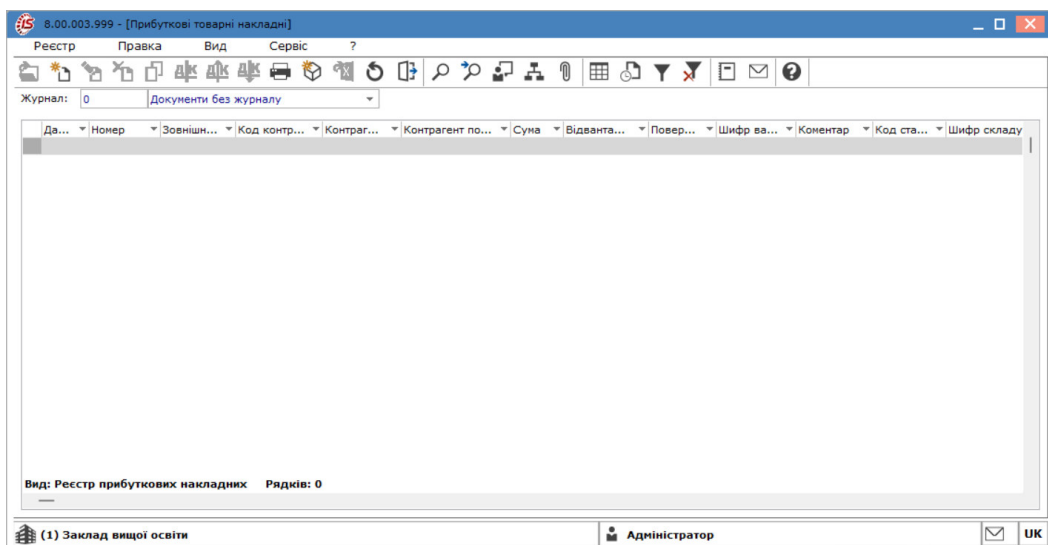 8.00.003.999 - [Прибуткові товарні накладні]
Реєстр Правка Вид Сервіс ?
Журнал: 0 Документи без журналу
Да... Номер Зовнішн... Код контр... Контраг... Контрагент по... Сума Відванта... Повер... Шифр ва... Коментар Код ста... Шифр складу
Вид: Реєстр прибуткових накладних Рядків: 0
(1) Заклад вищої освіти Адміністратор UK